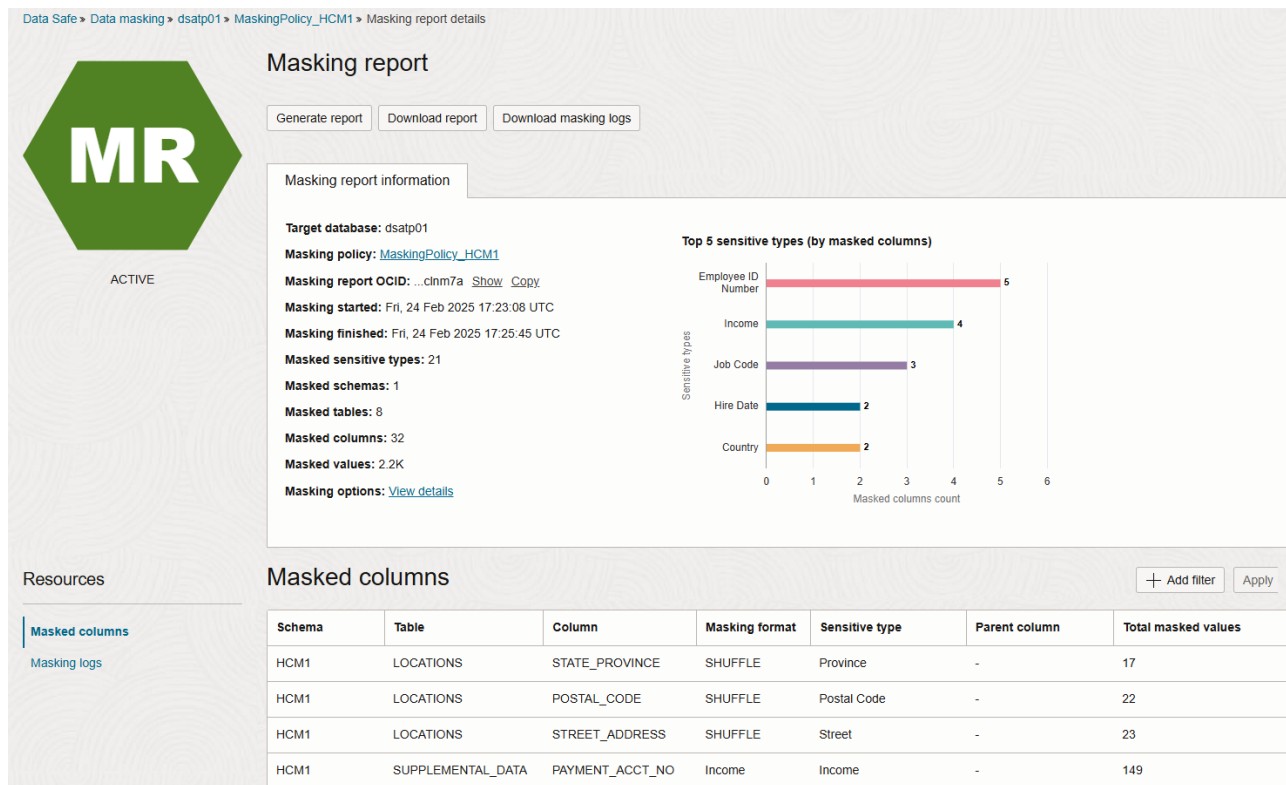 Data Safe » Data masking » dsatp01 » MaskingPolicy_HCM1 » Masking report details
MR
ACTIVE
Masking report
Generate report Download report Download masking logs
Masking report information
Target database: dsatp01
Masking policy: MaskingPolicy_HCM1
Masking report OCID: ...clnm7a Show Copy
Masking started: Fri, 24 Feb 2025 17:23:08 UTC
Masking finished: Fri, 24 Feb 2025 17:25:45 UTC
Masked sensitive types: 21
Masked schemas: 1
Masked tables: 8
Masked columns: 32
Masked values: 2.2K
Masking options: View details
Top 5 sensitive types (by masked columns)
Sensitive types
Employee ID
Number 5
Income 4
Job Code 3
Hire Date 2
Country 2
0 1 2 3 4 5 6
Masked columns count
Resources
Masked columns
Masking logs
Masked columns
+ Add filter Apply
Schema Table Column Masking format Sensitive type Parent column Total masked values
HCM1 LOCATIONS STATE_PROVINCE SHUFFLE Province - 17
HCM1 LOCATIONS POSTAL_CODE SHUFFLE Postal Code - 22
HCM1 LOCATIONS STREET_ADDRESS SHUFFLE Street - 23
HCM1 SUPPLEMENTAL_DATA PAYMENT_ACCT_NO Income Income - 149